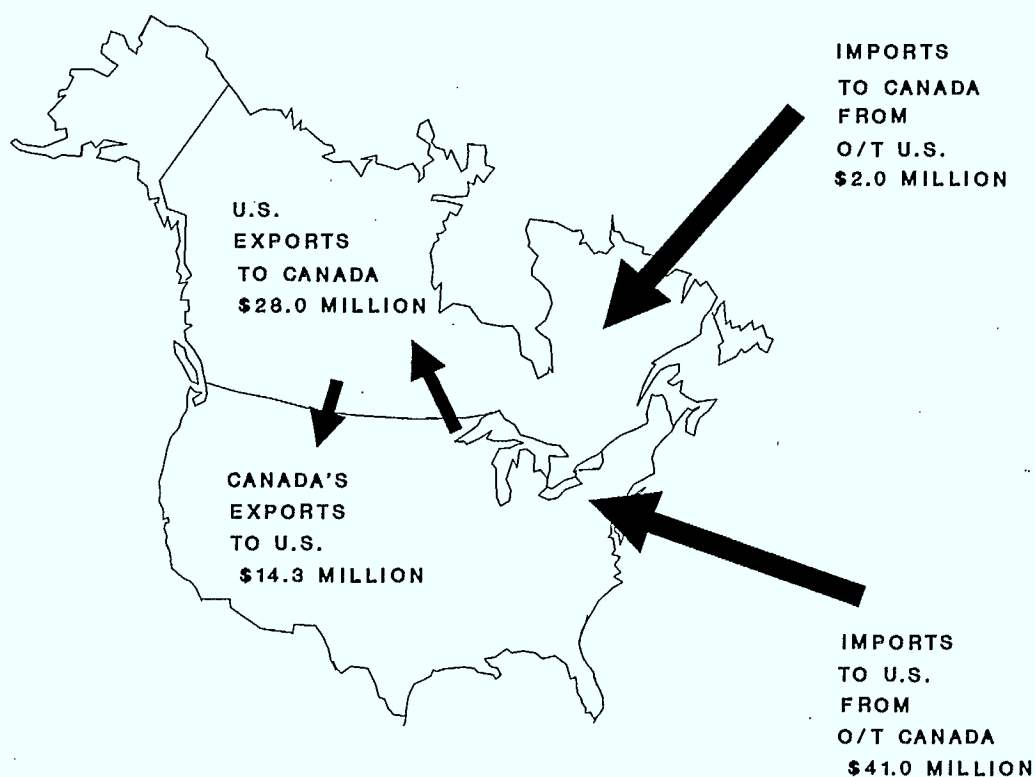 IMPORTS
TO CANADA
FROM
O/T U.S.
$2.0 MILLION
U.S.
EXPORTS
TO CANADA
$28.0 MILLION
CANADA'S
EXPORTS
TO U.S.
$14.3 MILLION
IMPORTS
TO U.S.
FROM
O/T CANADA
$41.0 MILLION